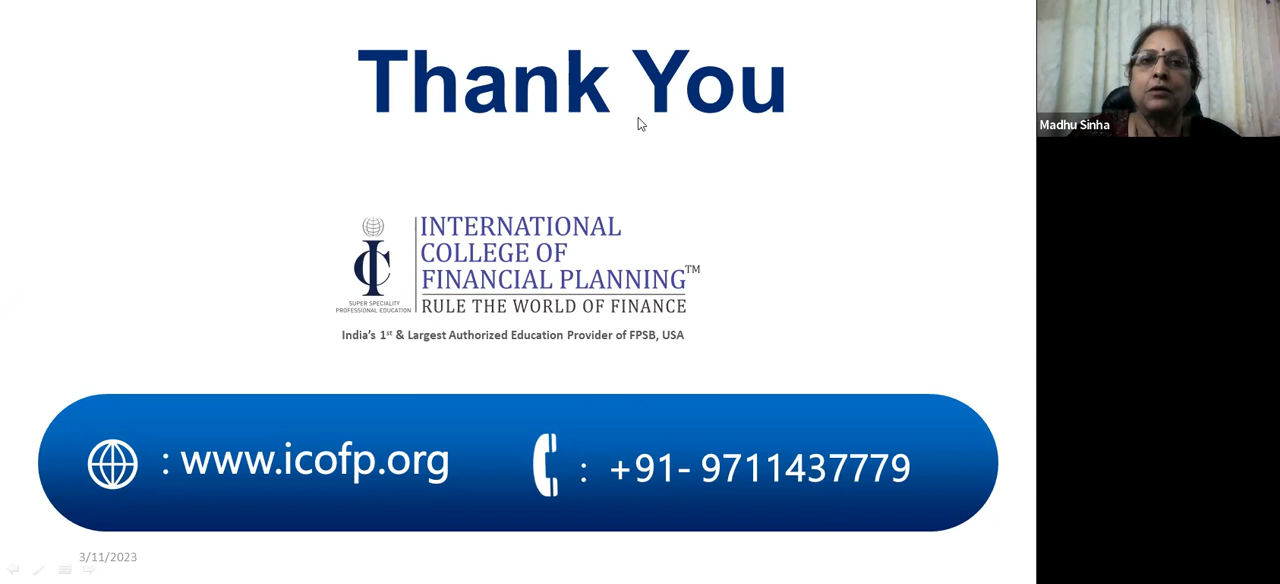 Thank You
Madhu Sinha
INTERNATIONAL
COLLEGE OF
FINANCIAL PLANNING™
RULE THE WORLD OF FINANCE
SUPER SPECIALITY
PROFESSIONAL EDUCATION
India's 1st & Largest Authorized Education Provider of FPSB, USA
: www.icofp.org
: +91- 9711437779
3/11/2023